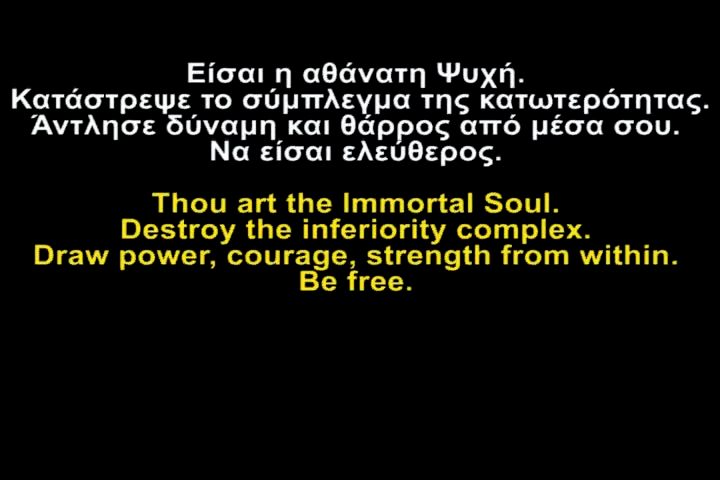 Είσαι η αθάνατη Ψυχή.
Κατάστρεψε το σύμπλεγμα της κατωτερότητας.
Άντλησε δύναμη και θάρρος από μέσα σου.
Να είσαι ελεύθερος.
Thou art the Immortal Soul.
Destroy the inferiority complex.
Draw power, courage, strength from within.
Be free.